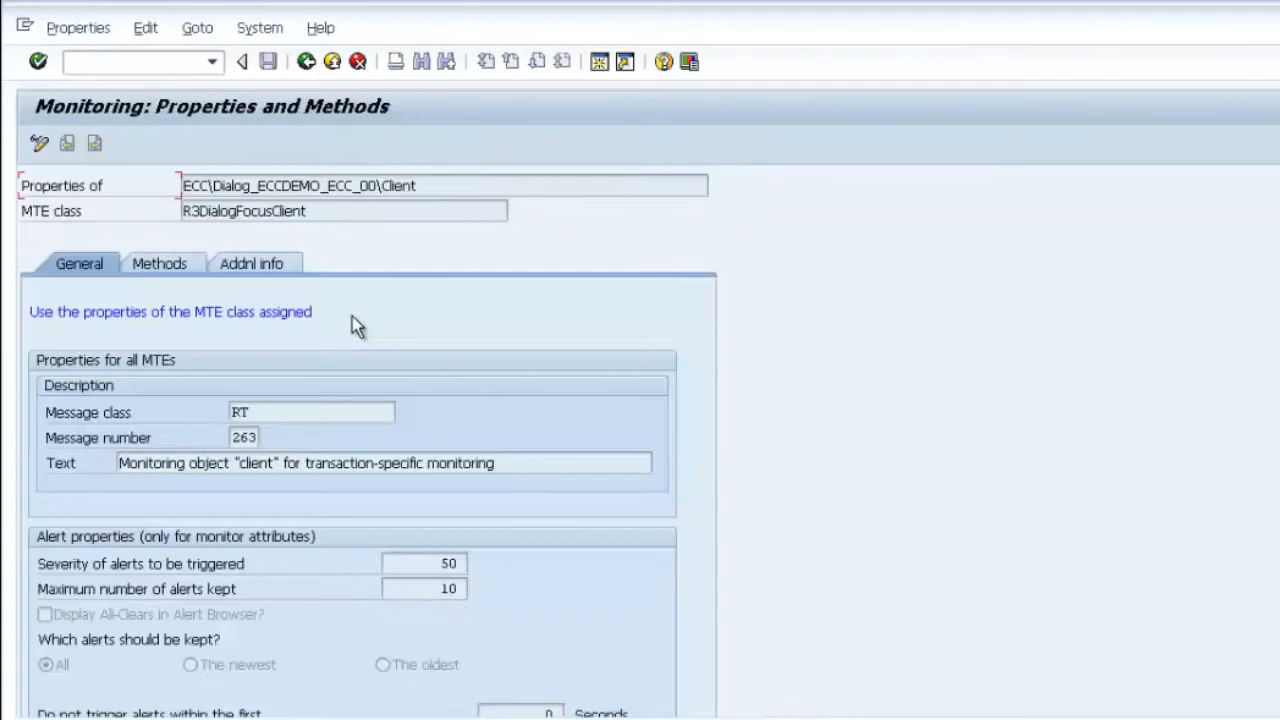 Properties Edit Goto System Help
Monitoring: Properties and Methods
Properties of ECC\Dialog_ECCDEMO_ECC_00\Client
MTE class R3DialogFocusClient
General Methods Addnl info
Use the properties of the MTE class assigned
Properties for all MTEs
Description
Message class RT
Message number 263
Text Monitoring object "client" for transaction-specific monitoring
Alert properties (only for monitor attributes)
Severity of alerts to be triggered 50
Maximum number of alerts kept 10
Display All-Clears in Alert Browser?
Which alerts should be kept?
All The newest The oldest
Do not trigger alerts within the first 0 Seconds